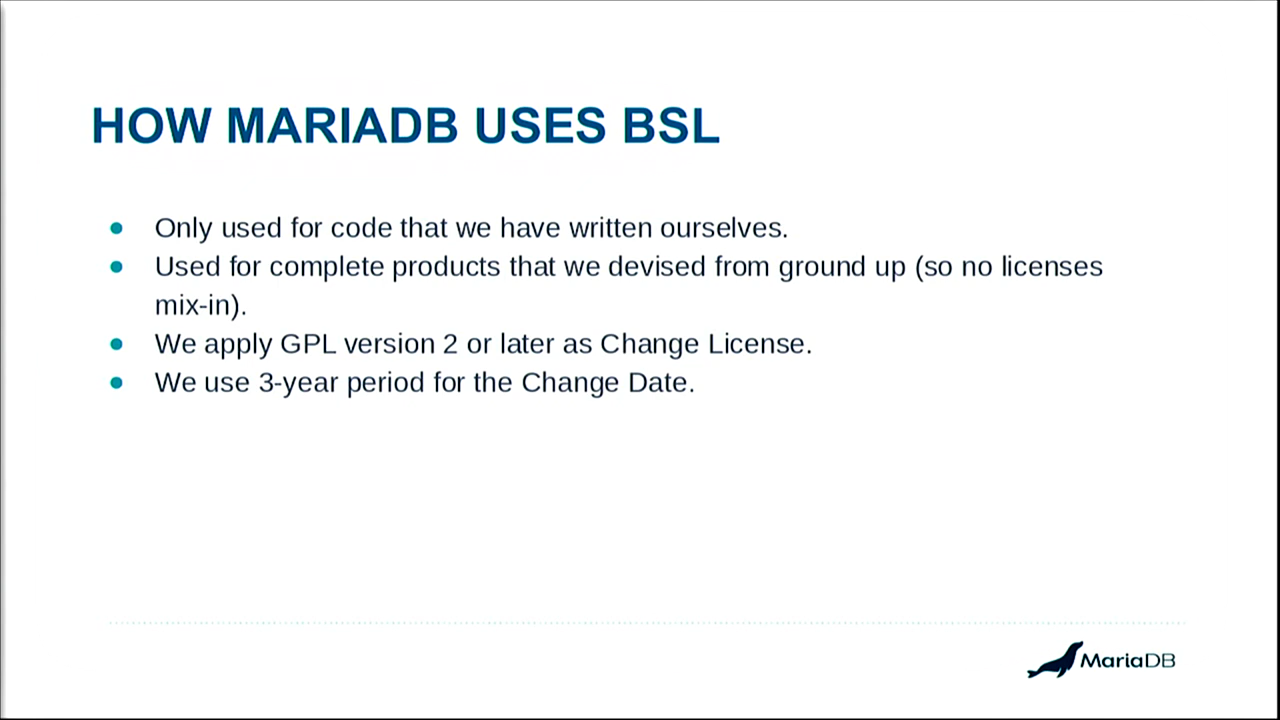 HOW MARIADB USES BSL
● Only used for code that we have written ourselves.
● Used for complete products that we devised from ground up (so no licenses
mix-in).
● We apply GPL version 2 or later as Change License.
● We use 3-year period for the Change Date.
MariaDB